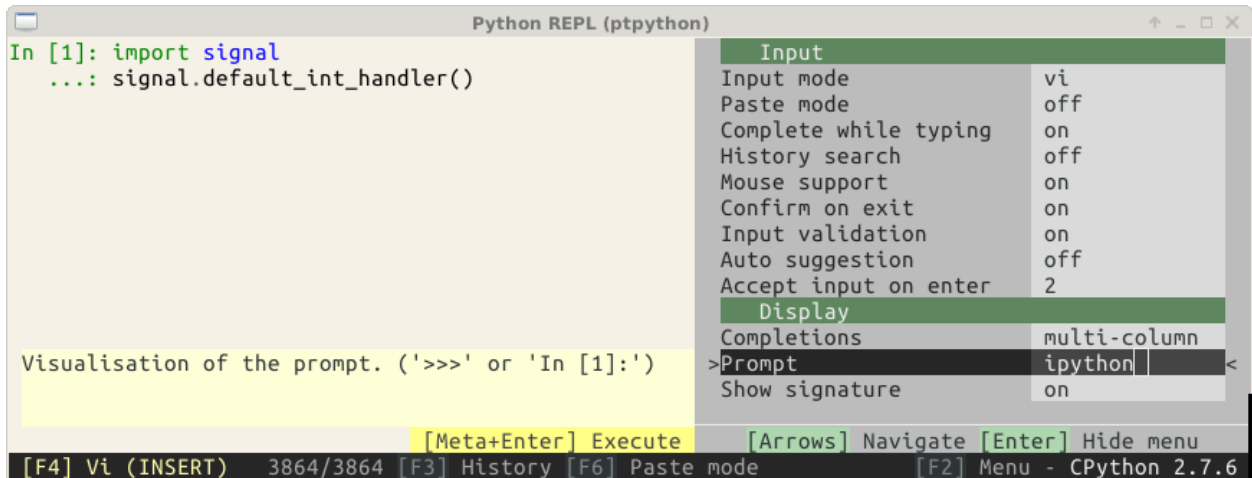 Python REPL (ptpython)
In [1]: import signal
...: signal.default_int_handler()
Input
Input mode vi
Paste mode off
Complete while typing on
History search off
Mouse support on
Confirm on exit on
Input validation on
Auto suggestion off
Accept input on enter 2
Display
Completions multi-column
>Prompt ipython <
Show signature on
Visualisation of the prompt. ('>>>' or 'In [1]:')
[Meta+Enter] Execute
[Arrows] Navigate [Enter] Hide menu
[F4] Vi (INSERT) 3864/3864 [F3] History [F6] Paste mode [F2] Menu - CPython 2.7.6